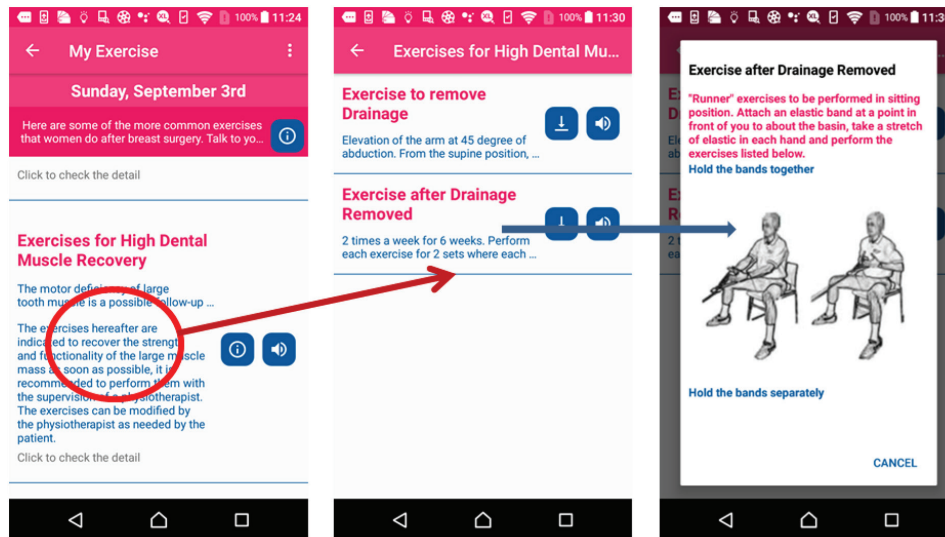 100% 11:24
My Exercise
Sunday, September 3rd
Here are some of the more common exercises
that women do after breast surgery. Talk to yo...
Click to check the detail
Exercises for High Dental
Muscle Recovery
The motor deficiency of large
tooth muscle is a possible follow-up ...
The exercises hereafter are
indicated to recover the strength
and functionality of the large muscle
mass as soon as possible, it is
recommended to perform them with
the supervision of a physiotherapist.
The exercises can be modified by
the physiotherapist as needed by the
patient.
Click to check the detail
100% 11:30
Exercises for High Dental Mu...
Exercise to remove
Drainage
Elevation of the arm at 45 degree of
abduction. From the supine position, ...
Exercise after Drainage
Removed
2 times a week for 6 weeks. Perform
each exercise for 2 sets where each ...
100%
Exercise after Drainage Removed
"Runner" exercises to be performed in sitting
position. Attach an elastic band at a point in
front of you to about the basin, take a stretch
of elastic in each hand and perform the
exercises listed below.
Hold the bands together
Hold the bands separately
CANCEL